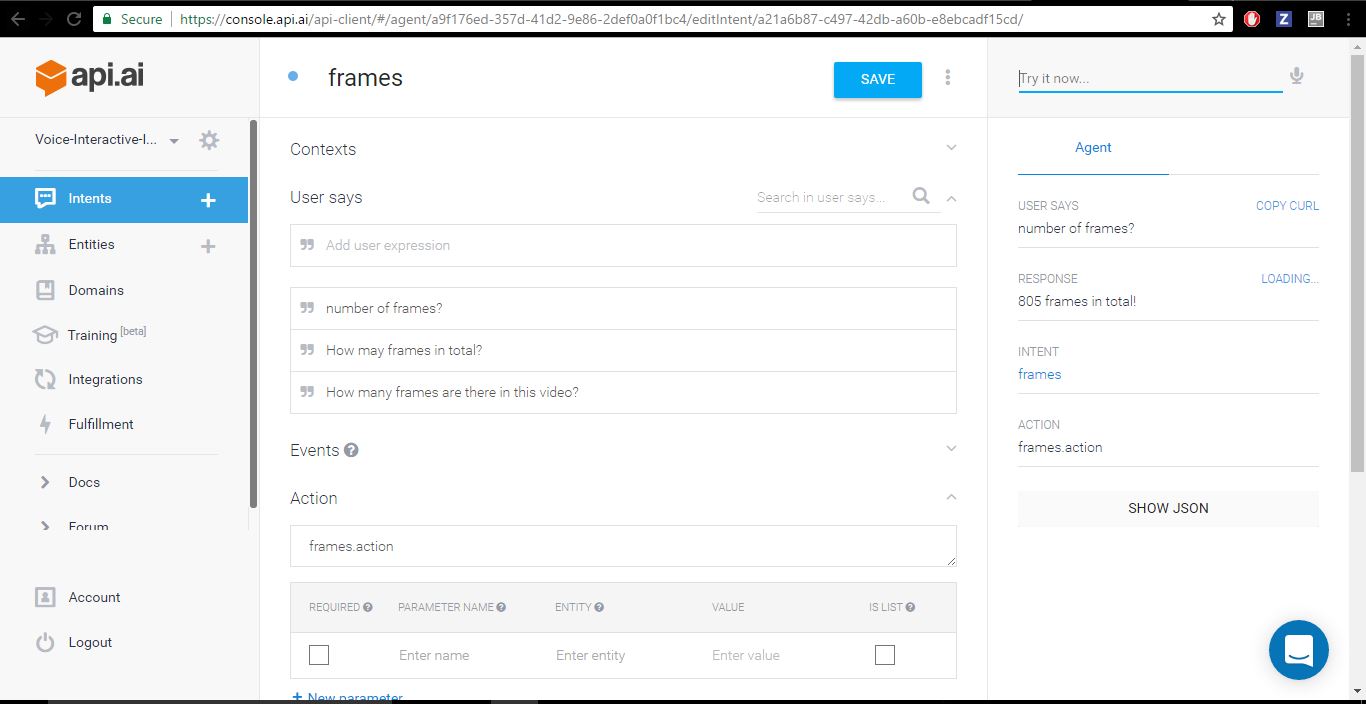 Secure https://console.api.ai/api-client/#/agent/a9f176ed-357d-41d2-9e86-2def0a0f1bc4/editIntent/a21a6b87-c497-42db-a60b-e8ebcadf15cd/
Z
JB
api.ai
Voice-Interactive-I...
Intents
Entities
Domains
Training [beta]
Integrations
Fulfillment
Docs
Forum
Account
Logout
frames
SAVE
Contexts
User says
Search in user says...
Add user expression
number of frames?
How may frames in total?
How many frames are there in this video?
Events
Action
frames.action
REQUIRED PARAMETER NAME ENTITY VALUE IS LIST
Enter name Enter entity Enter value
+ New parameter
Try it now...
Agent
USER SAYS COPY CURL
number of frames?
RESPONSE LOADING...
805 frames in total!
INTENT
frames
ACTION
frames.action
SHOW JSON